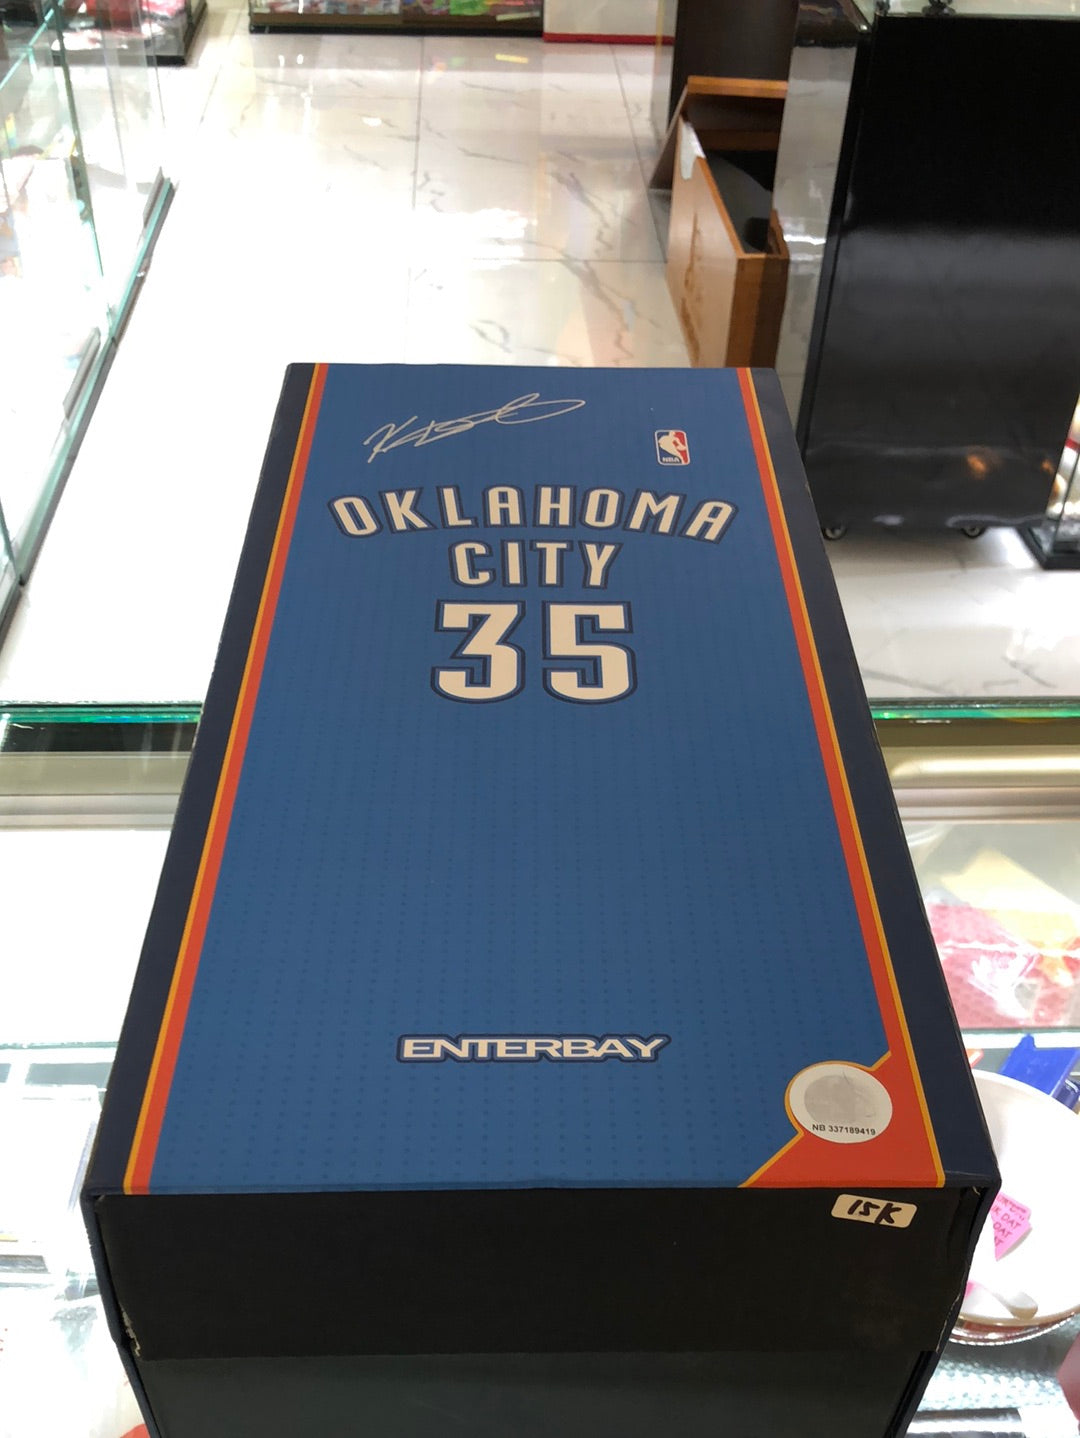 NBA
OKLAHOMA
CITY
35
ENTERBAY
NB 337189419
15K